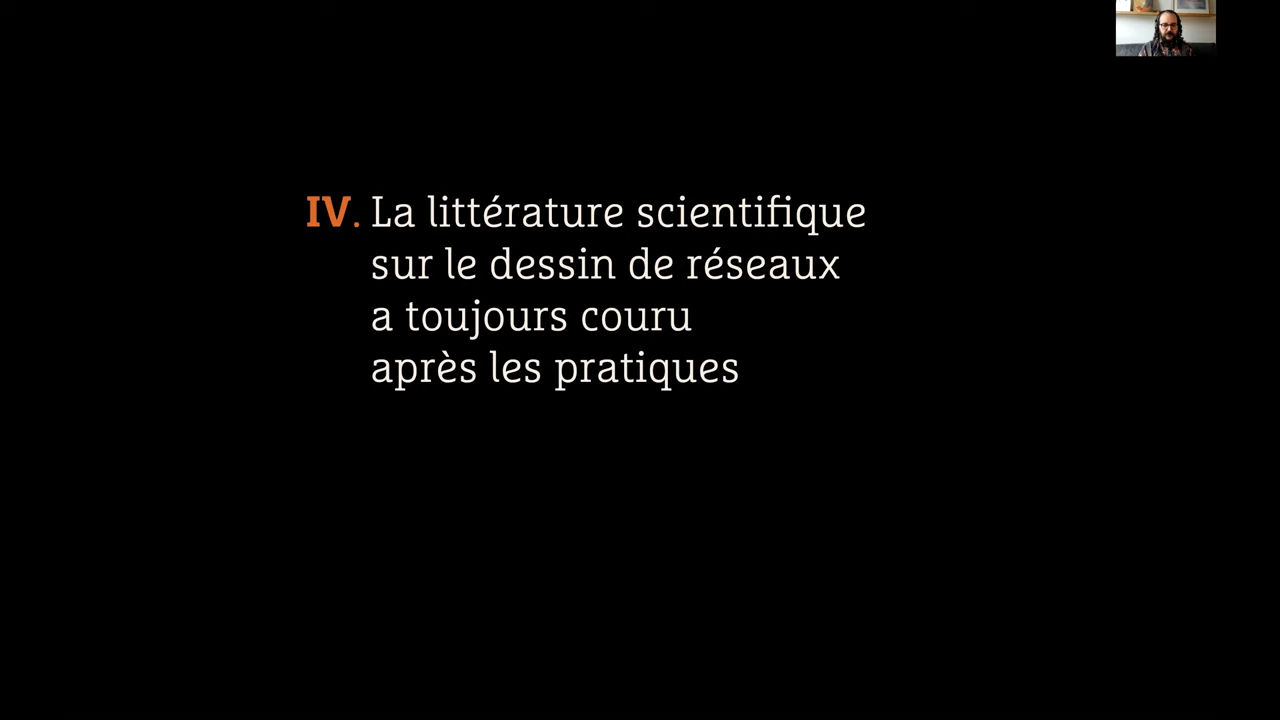 IV. La littérature scientifique
sur le dessin de réseaux
a toujours couru
après les pratiques